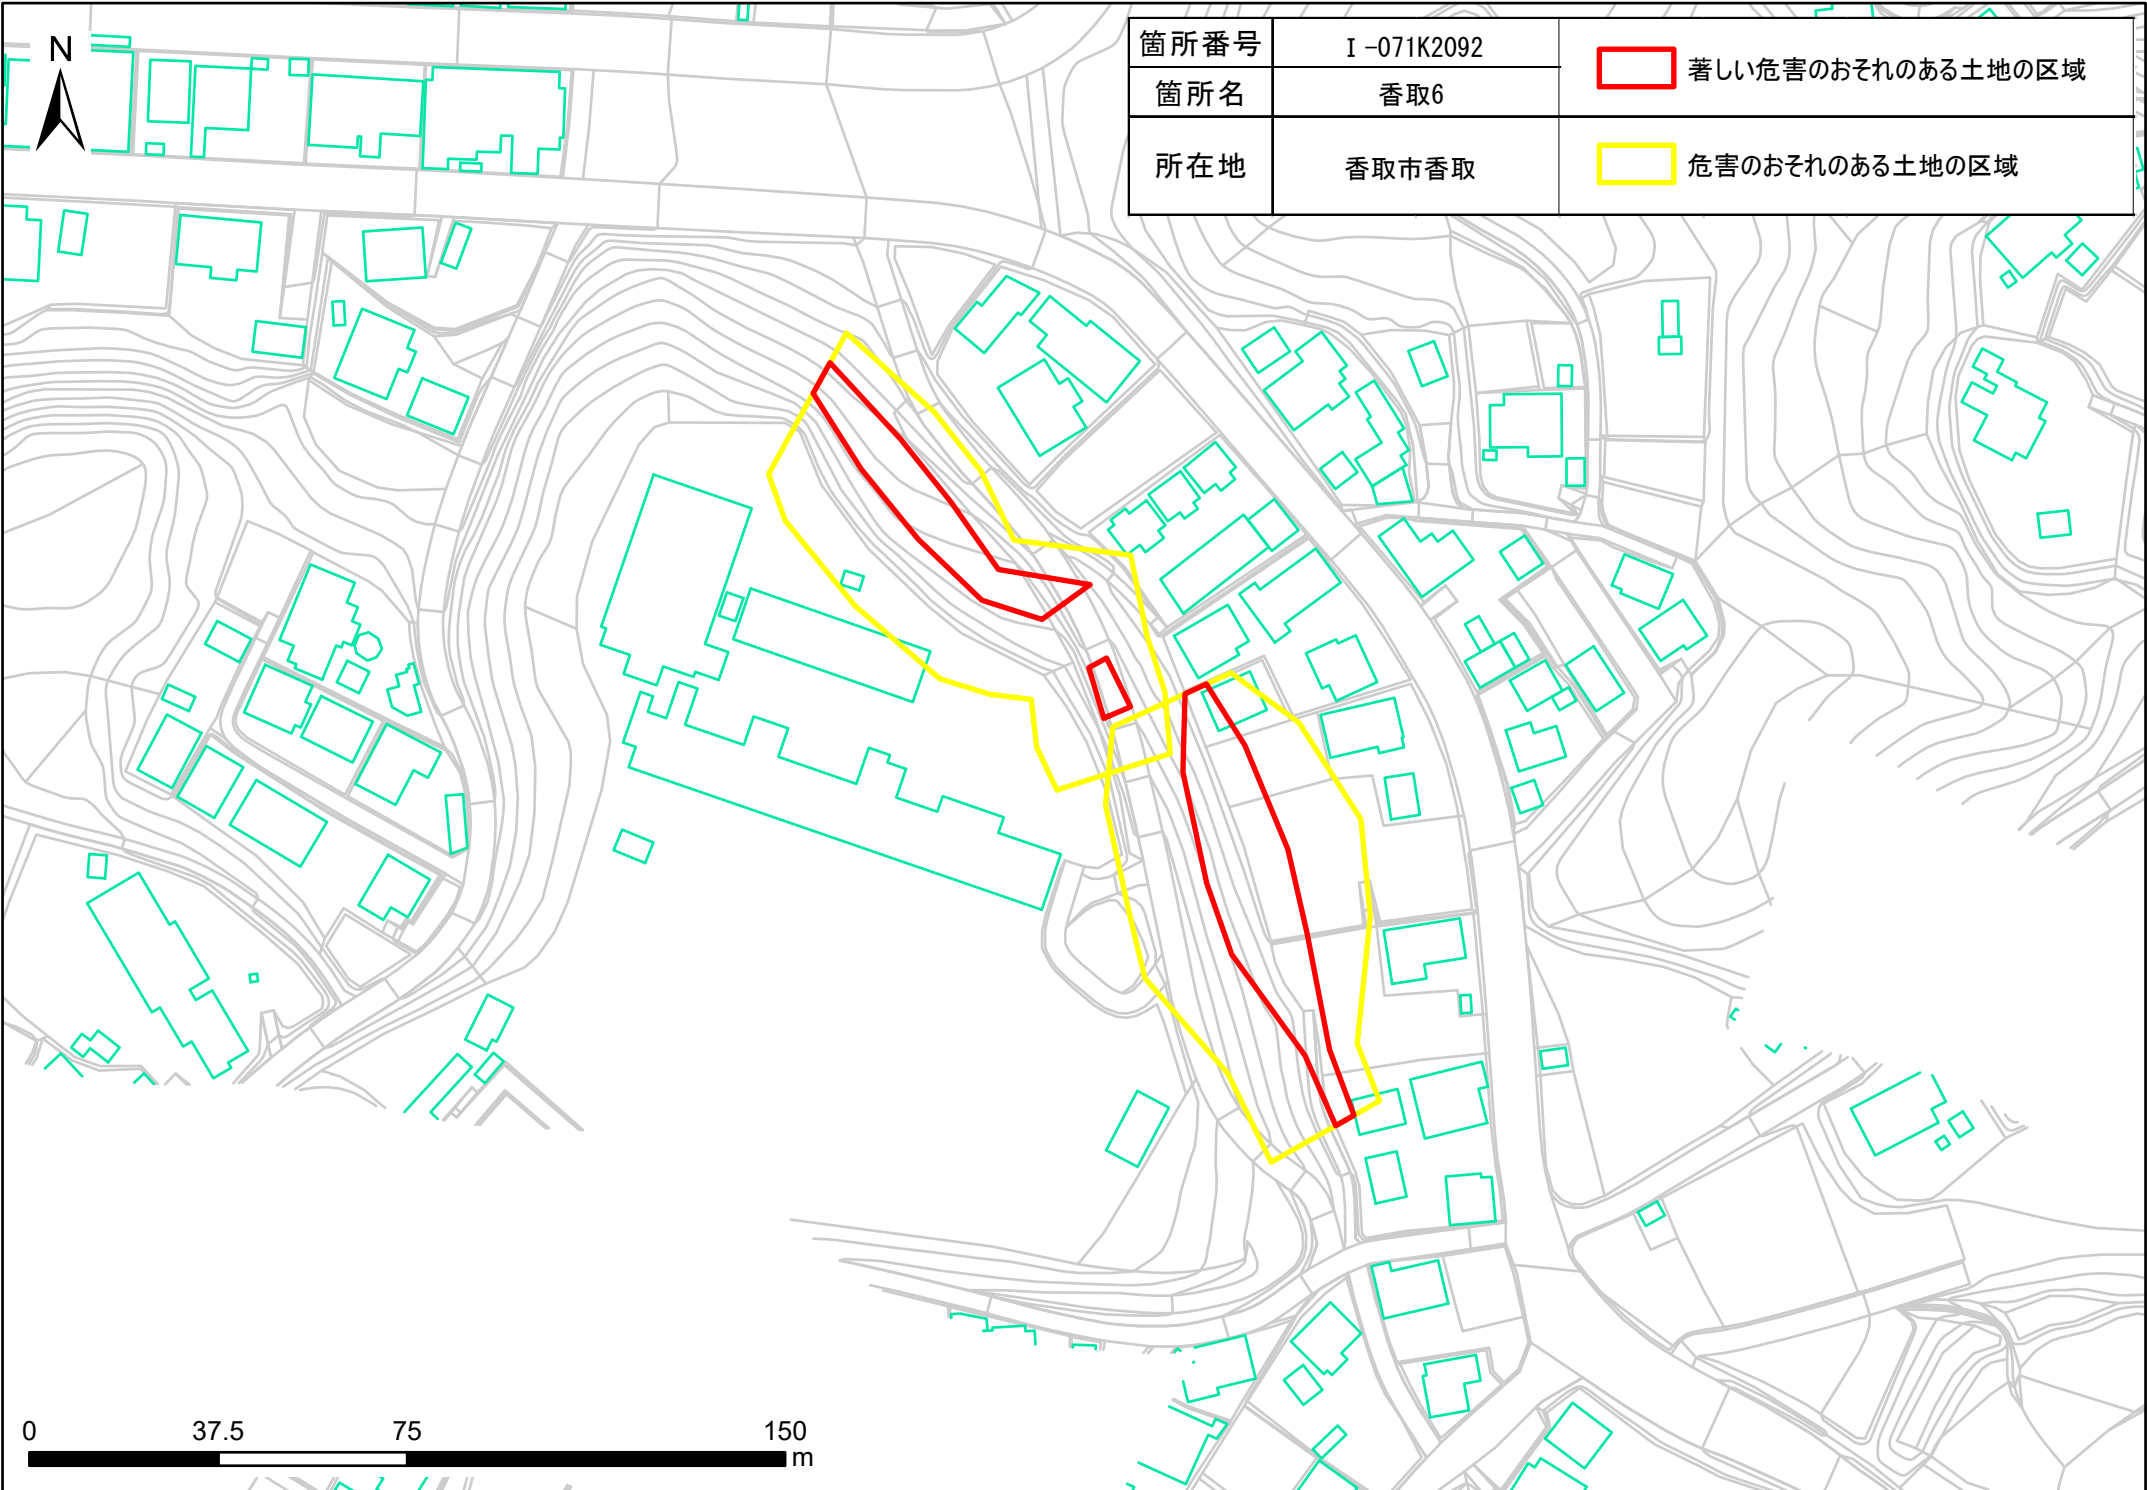 N
箇所番号 Ⅰ-071K2092
箇所名 香取6
所在地 香取市香取
著しい危害のおそれのある土地の区域
危害のおそれのある土地の区域
0 37.5 75 150
m